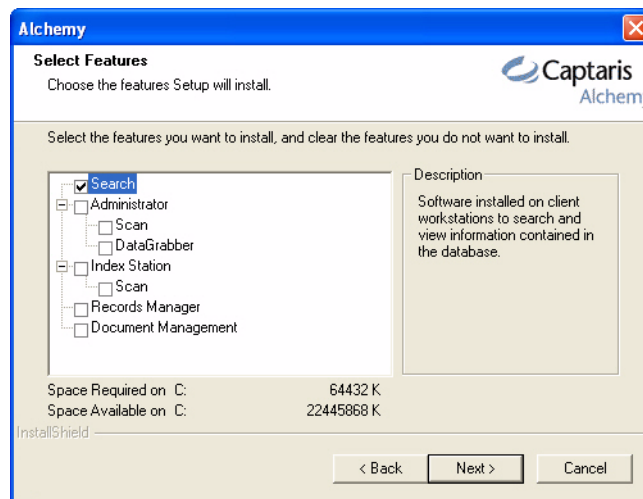 Alchemy
Select Features
Choose the features Setup will install.
Captaris
Alchem
Select the features you want to install, and clear the features you do not want to install.
Search
Administrator
Scan
DataGrabber
Index Station
Scan
Records Manager
Document Management
Description
Software installed on client
workstations to search and
view information contained in
the database.
Space Required on C: 64432 K
Space Available on C: 22445868 K
InstallShield
< Back
Next >
Cancel